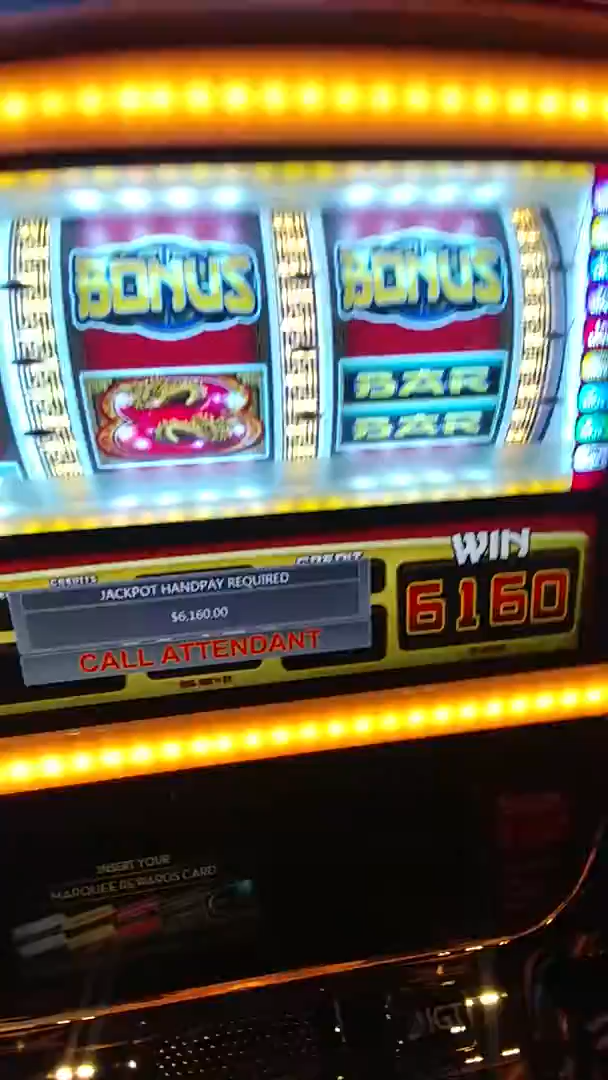 BONUS BONUS
BAR
BAR
WIN
CREDITS
CREDIT
JACKPOT HANDPAY REQUIRED
$6,160.00
CALL ATTENDANT
6160
INSERT YOUR
MARQUEE REWARDS CARD
IGT